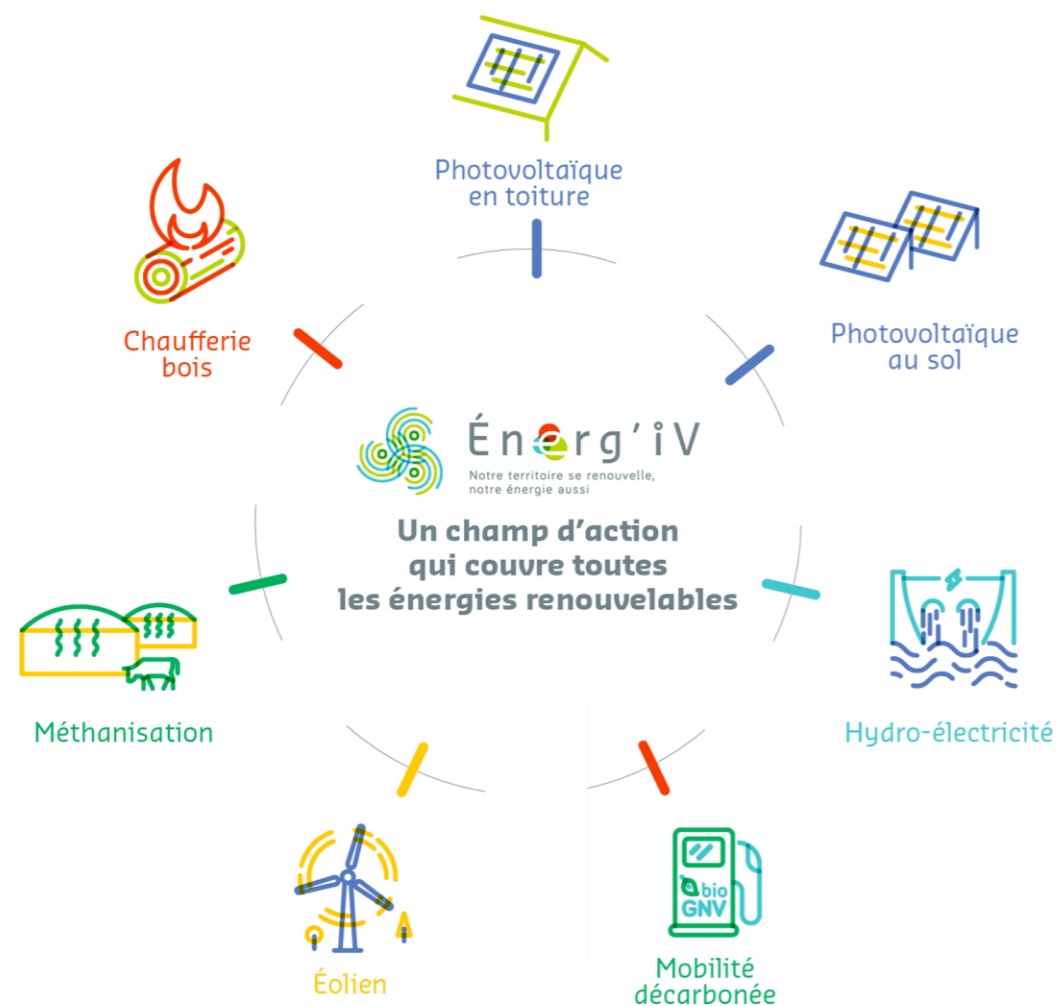 Photovoltaïque
en toiture
Photovoltaïque
au sol
Chaufferie
bois
Énerg'iV
Notre territoire se renouvelle,
notre énergie aussi
Un champ d'action
qui couvre toutes
les énergies renouvelables
Hydro-électricité
Méthanisation
bio
GNV
Mobilité
décarbonée
Éolien